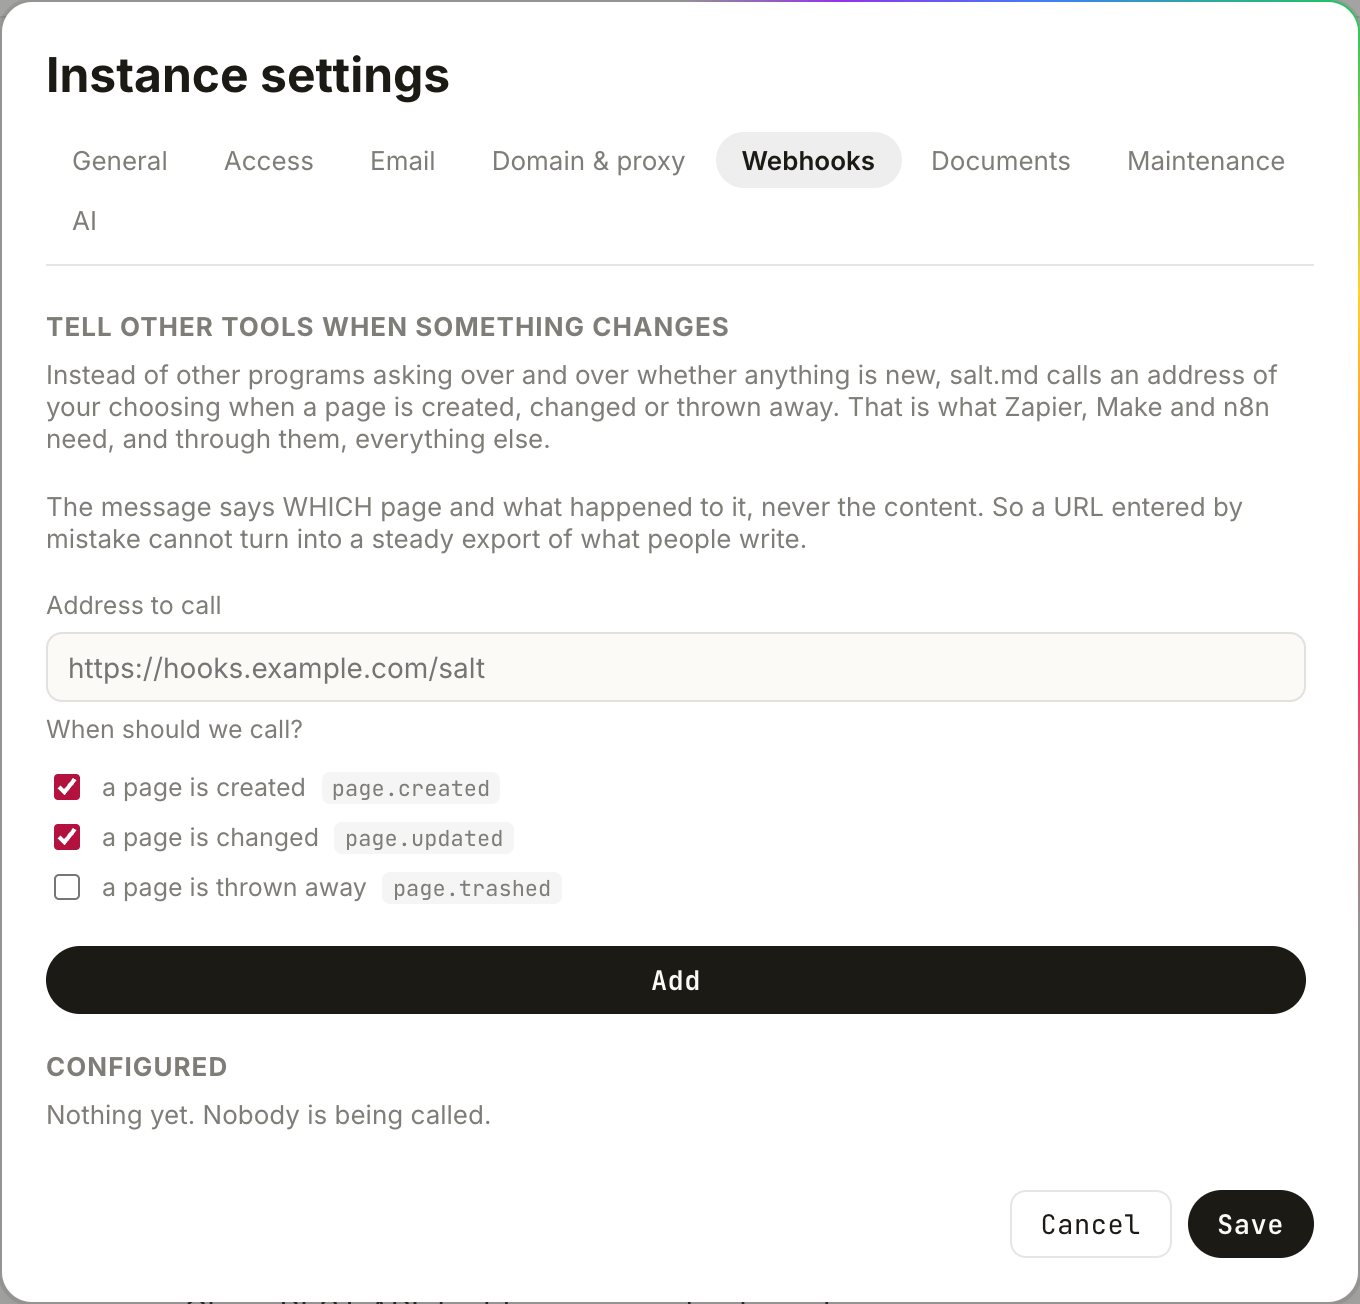 Instance settings
General Access Email Domain & proxy Webhooks Documents Maintenance
AI
TELL OTHER TOOLS WHEN SOMETHING CHANGES
Instead of other programs asking over and over whether anything is new, salt.md calls an address of
your choosing when a page is created, changed or thrown away. That is what Zapier, Make and n8n
need, and through them, everything else.
The message says WHICH page and what happened to it, never the content. So a URL entered by
mistake cannot turn into a steady export of what people write.
Address to call
https://hooks.example.com/salt
When should we call?
a page is created page.created
a page is changed page.updated
a page is thrown away page.trashed
Add
CONFIGURED
Nothing yet. Nobody is being called.
Cancel Save